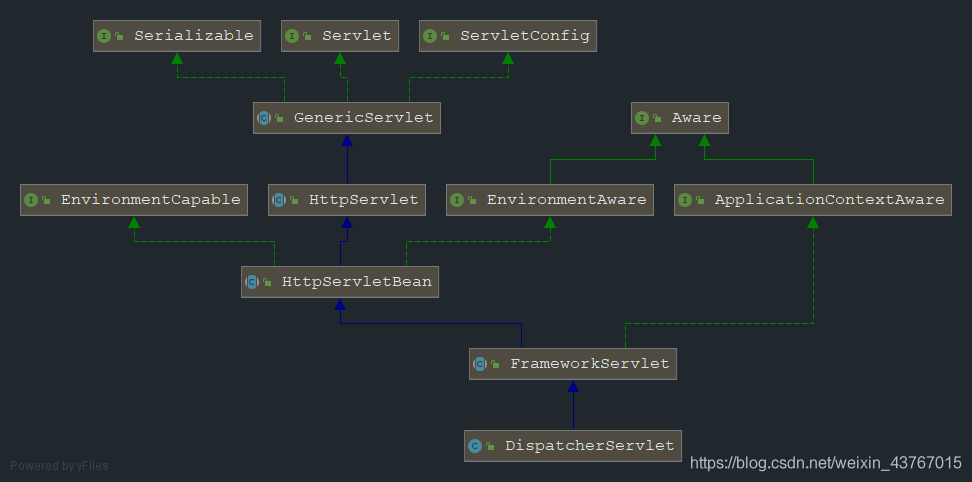 Serializable
Servlet
ServletConfig
GenericServlet
Aware
EnvironmentCapable
HttpServlet
EnvironmentAware
ApplicationContextAware
HttpServletBean
FrameworkServlet
DispatcherServlet
Powered by yFiles
https://blog.csdn.net/weixin_43767015